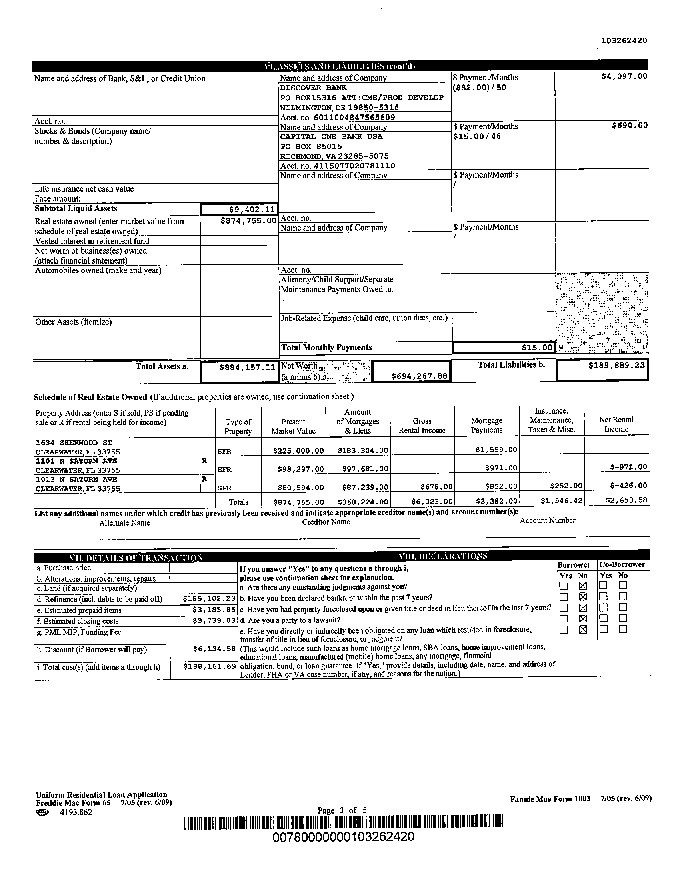 103262420
VI. ASSETS AND LIABILITIES (cont'd)
Name and address of Bank, S&L, or Credit Union
Acct. no.
Stocks & Bonds (Company name/
number & description)
Life insurance net cash value
Face amount:
Subtotal Liquid Assets $9,402.11
Real estate owned (enter market value from $874,755.00
schedule of real estate owned)
Vested interest in retirement fund
Net worth of business(es) owned
(attach financial statement)
Automobiles owned (make and year)
Other Assets (itemize)
Total Assets a. $884,157.11
Name and address of Company $ Payment/Months $4,097.00
DISCOVER BANK ($82.00)/50
PO BOX15316 ATT:CMS/PROD DEVELOP
WILMINGTON, DE 19850-5316
Acct. no. 6011004847565609
Name and address of Company $ Payment/Months $690.00
CAPITAL ONE BANK USA $15.00/46
PO BOX 85015
RICHMOND, VA 23285-5075
Acct. no. 4115077020781110
Name and address of Company $ Payment/Months
/
Acct. no.
Name and address of Company $ Payment/Months
/
Acct. no.
Alimony/Child Support/Separate
Maintenance Payments Owed to:
Job-Related Expense (child care, union dues, etc.)
Total Monthly Payments $15.00
Net Worth
(a minus b) $694,267.88
Total Liabilities b. $189,889.23
Schedule of Real Estate Owned (If additional properties are owned, use continuation sheet)
Property Address (enter S if sold, PS if pending
sale or R if rental being held for income)
Type of
Property
Present
Market Value
Amount
of Mortgages
& Liens
Gross
Rental Income
Mortgage
Payments
Insurance,
Maintenance,
Taxes & Misc.
Net Rental
Income
1634 SHENWOOD ST
CLEARWATER, FL 33755 SFR $225,000.00 $183,304.00 $1,559.00
1101 N SATURN AVE R
CLEARWATER, FL 33755 SFR $98,297.00 $97,681.00 $971.00 $-971.00
1013 N SATURN AVE R
CLEARWATER, FL 33755 SFR $80,594.00 $87,239.00 $676.00 $852.00 $252.00 $-428.00
Totals $874,755.00 $3,382.00 $1,546.42
List any additional names under which credit has previously been received and indicate appropriate creditor name(s) and account number(s):
Alternate Name Creditor Name Account Number
VII. DETAILS OF TRANSACTION
a. Purchase price
b. Alterations, improvements, repairs
c. Land (if acquired separately)
d. Refinance (incl. debts to be paid off) $185,102.23
e. Estimated prepaid items $3,185.85
f. Estimated closing costs $3,739.03
g. PMI, MIP, Funding Fee
h. Discount (if Borrower will pay) $6,134.58
i. Total costs (add items a through h) $198,161.69
VIII. DECLARATIONS
If you answer "Yes" to any questions a through i,
please use continuation sheet for explanation.
Borrower Co-Borrower
Yes No Yes No
a. Are there any outstanding judgments against you?
b. Have you been declared bankrupt within the past 7 years?
c. Have you had property foreclosed upon or given title or deed in lieu thereof in the last 7 years?
d. Are you a party to a lawsuit?
e. Have you directly or indirectly been obligated on any loan which resulted in foreclosure,
transfer of title in lieu of foreclosure, or judgment?
(This would include such loans as home mortgage loans, SBA loans, home improvement loans,
educational loans, manufactured (mobile) home loans, any mortgage, financial
obligation, bond, or loan guarantee. If "Yes," provide details, including date, name, and address of
Lender, FHA or VA case number, if any, and reasons for the action.)
Uniform Residential Loan Application
Freddie Mac Form 65 7/05 (rev. 6/09)
4193.862
Page 3 of 5
Fannie Mae Form 1003 7/05 (rev. 6/09)
00780000000103262420